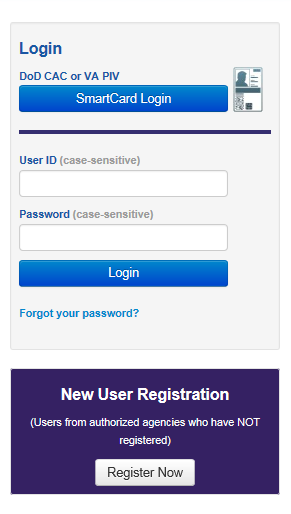 Login
DoD CAC or VA PIV
SmartCard Login
User ID (case-sensitive)
Password (case-sensitive)
Login
Forgot your password?
New User Registration
(Users from authorized agencies who have NOT
registered)
Register Now